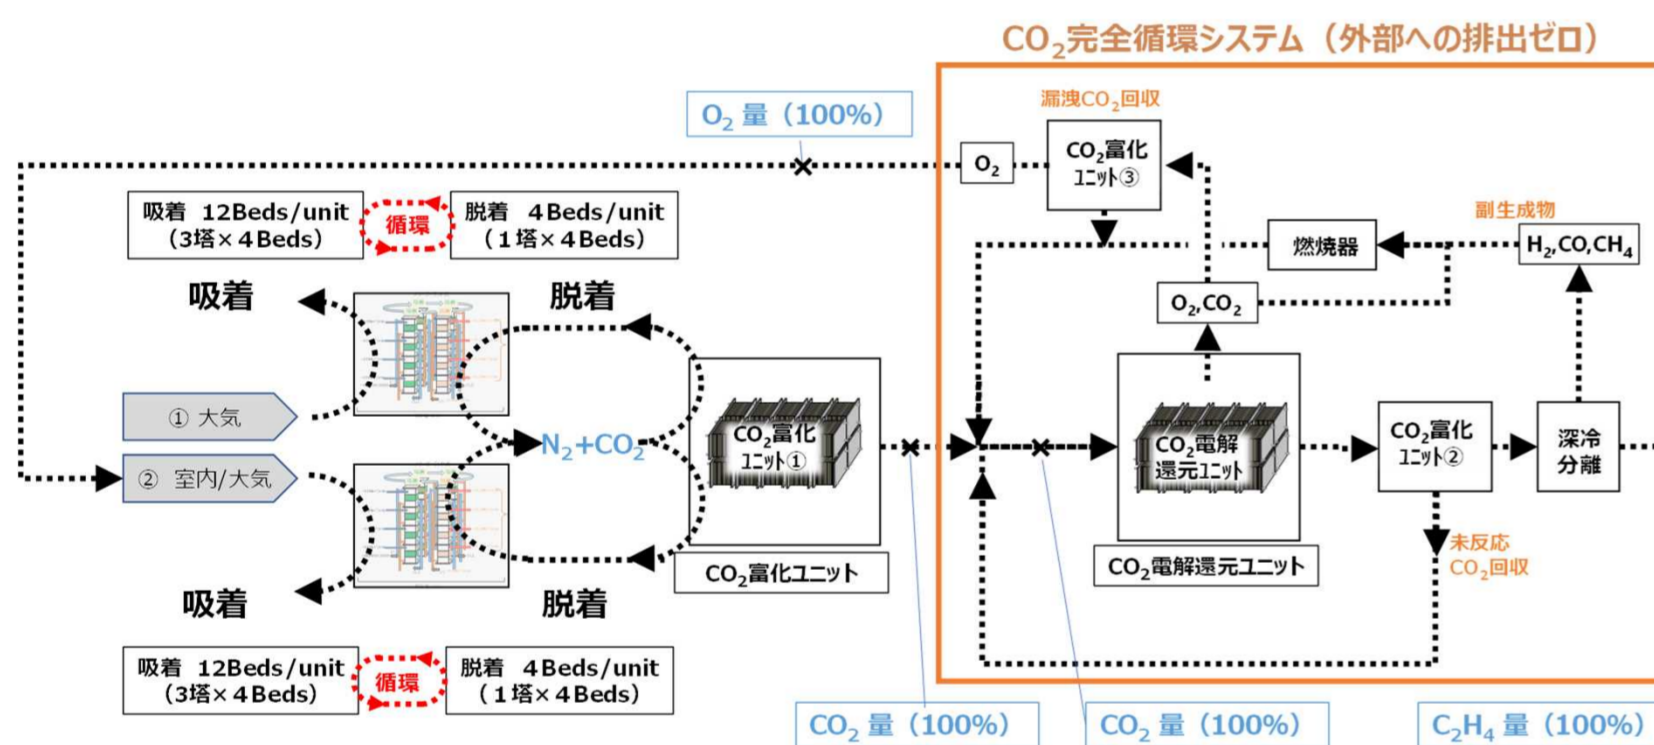 CO₂完全循環システム（外部への排出ゼロ）
O₂ 量（100%）
漏洩CO₂回収
CO₂富化
ユニット③
O₂
副生成物
H₂,CO,CH₄
燃焼器
O₂,CO₂
吸着 12Beds/unit
（3塔×4Beds）
循環
脱着 4Beds/unit
（1塔×4Beds）
吸着
脱着
① 大気
② 室内/大気
N₂+CO₂
CO₂富化
ユニット①
CO₂富化ユニット
CO₂電解
還元ユニット
CO₂電解還元ユニット
CO₂富化
ユニット②
深冷
分離
未反応
CO₂回収
吸着
脱着
吸着 12Beds/unit
（3塔×4Beds）
循環
脱着 4Beds/unit
（1塔×4Beds）
CO₂ 量（100%）
CO₂ 量（100%）
C₂H₄ 量（100%）